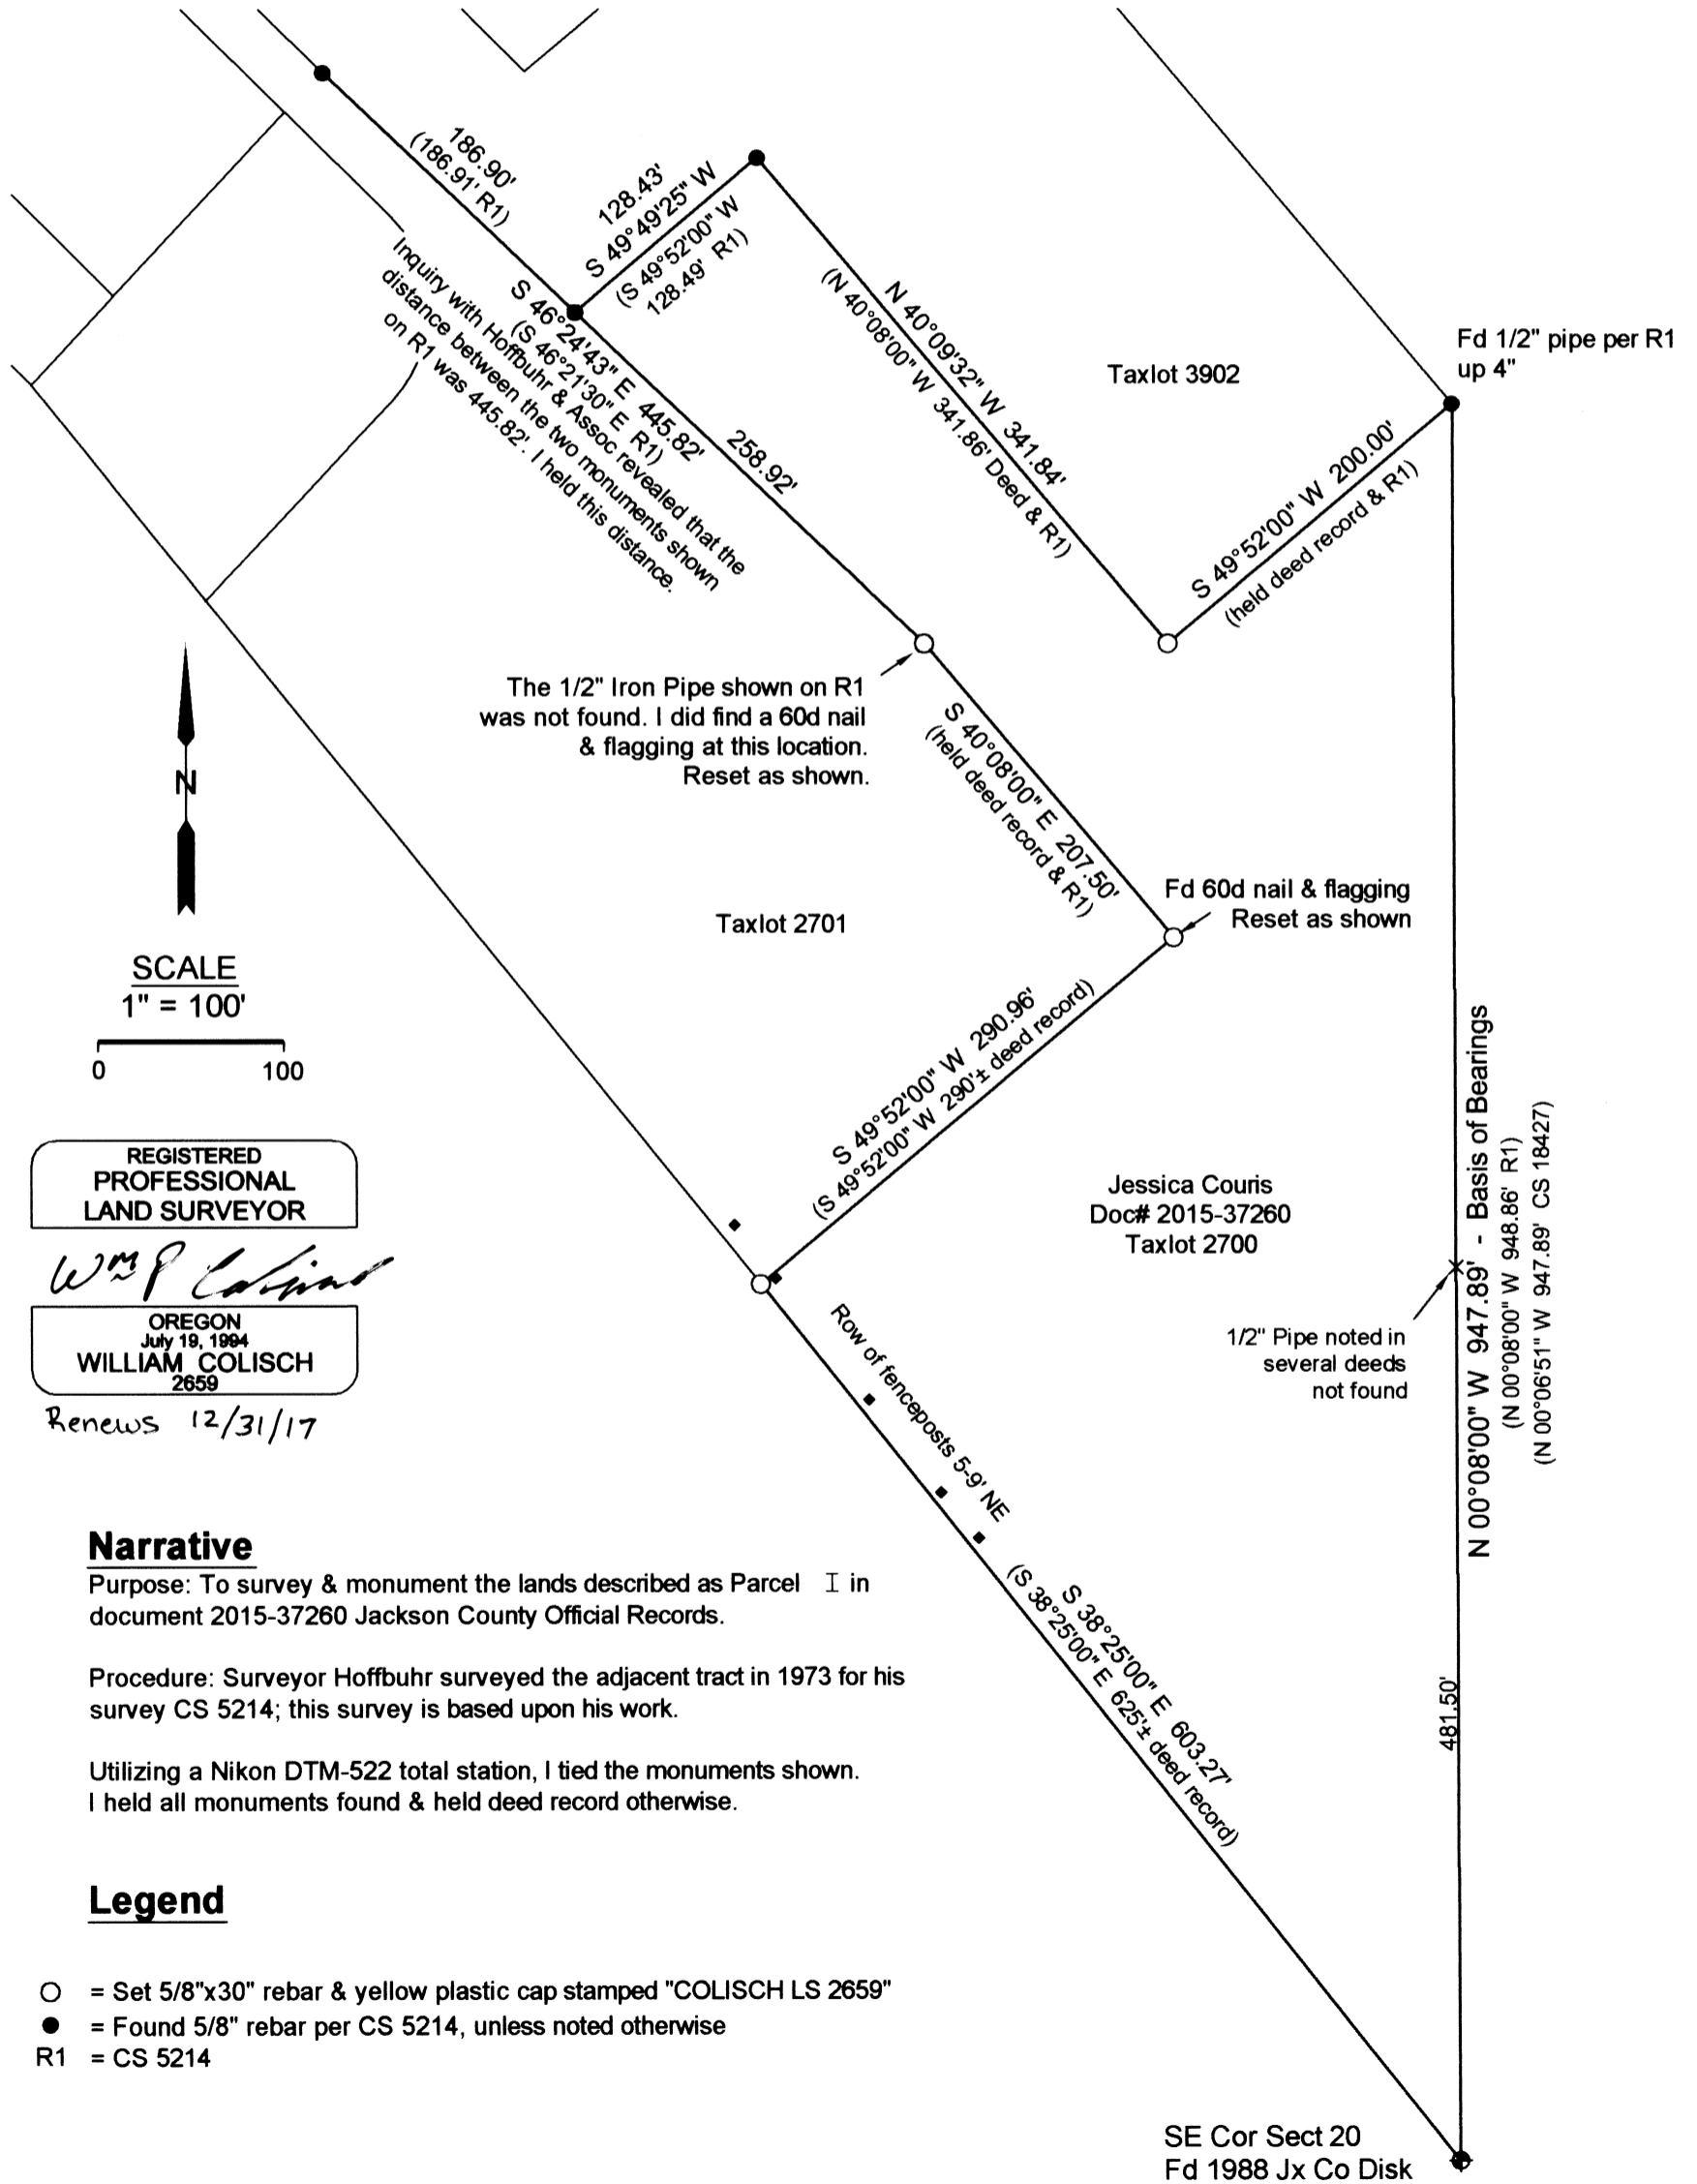 186.90'
(186.91' R1)
128.43'
S 49°49'25" W
(S 49°52'00" W
128.49' R1)
S 46°24'43" E 445.82'
(S 46°21'30" E R1)
258.92'
Inquiry with Hoffbuhr & Assoc revealed that the
distance between the two monuments shown
on R1 was 445.82'. I held this distance.
N 40°09'32" W 341.84'
(N 40°08'00" W 341.86' Deed & R1)
Taxlot 3902
Fd 1/2" pipe per R1
up 4"
S 49°52'00" W 200.00'
(held deed record & R1)
The 1/2" Iron Pipe shown on R1
was not found. I did find a 60d nail
& flagging at this location.
Reset as shown.
S 40°08'00" E 207.50'
(held deed record & R1)
Fd 60d nail & flagging
Reset as shown
Taxlot 2701
N
SCALE
1" = 100'
0 100
S 49°52'00" W 290.96'
(S 49°52'00" W 290'± deed record)
Jessica Couris
Doc# 2015-37260
Taxlot 2700
N 00°08'00" W 947.89' - Basis of Bearings
(N 00°08'00" W 948.86' R1)
(N 00°06'51" W 947.89' CS 18427)
1/2" Pipe noted in
several deeds
not found
481.50'
REGISTERED
PROFESSIONAL
LAND SURVEYOR
Wm P Colisch
OREGON
July 19, 1994
WILLIAM COLISCH
2659
Renews 12/31/17
Row of fenceposts 5-9' NE
S 38°25'00" E 603.27'
(S 38°25'00" E 625'± deed record)
Narrative
Purpose: To survey & monument the lands described as Parcel I in
document 2015-37260 Jackson County Official Records.
Procedure: Surveyor Hoffbuhr surveyed the adjacent tract in 1973 for his
survey CS 5214; this survey is based upon his work.
Utilizing a Nikon DTM-522 total station, I tied the monuments shown.
I held all monuments found & held deed record otherwise.
Legend
= Set 5/8"x30" rebar & yellow plastic cap stamped "COLISCH LS 2659"
= Found 5/8" rebar per CS 5214, unless noted otherwise
R1 = CS 5214
SE Cor Sect 20
Fd 1988 Jx Co Disk